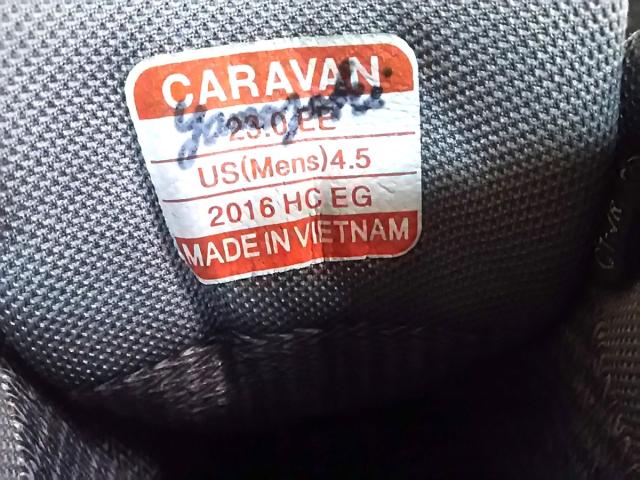 CARAVAN
23.0 EE
US(Mens)4.5
2016 HC EG
MADE IN VIETNAM